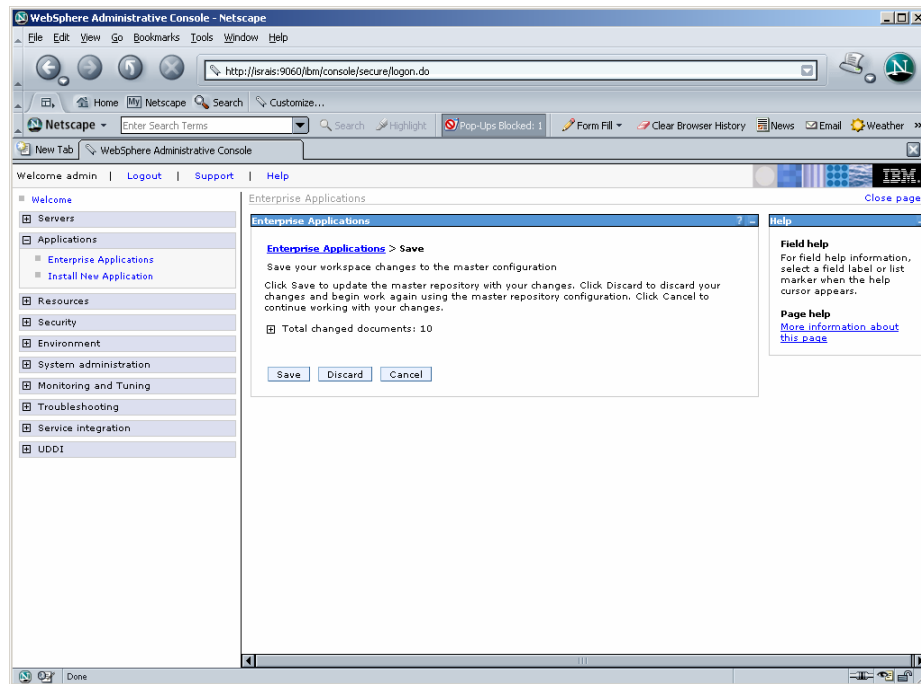 WebSphere Administrative Console - Netscape
File Edit View Go Bookmarks Tools Window Help
http://israis:9060/ibm/console/secure/logon.do
Home My Netscape Search Customize...
Netscape Enter Search Terms Search Highlight Pop-Ups Blocked: 1 Form Fill Clear Browser History News Email Weather »
New Tab WebSphere Administrative Console
Welcome admin | Logout | Support | Help IBM.
Welcome
Servers
Applications
Enterprise Applications
Install New Application
Resources
Security
Environment
System administration
Monitoring and Tuning
Troubleshooting
Service integration
UDDI
Enterprise Applications Close page
Enterprise Applications ? –
Enterprise Applications > Save
Save your workspace changes to the master configuration
Click Save to update the master repository with your changes. Click Discard to discard your
changes and begin work again using the master repository configuration. Click Cancel to
continue working with your changes.
Total changed documents: 10
Save Discard Cancel
Help
Field help
For field help information,
select a field label or list
marker when the help
cursor appears.
Page help
More information about
this page
Done